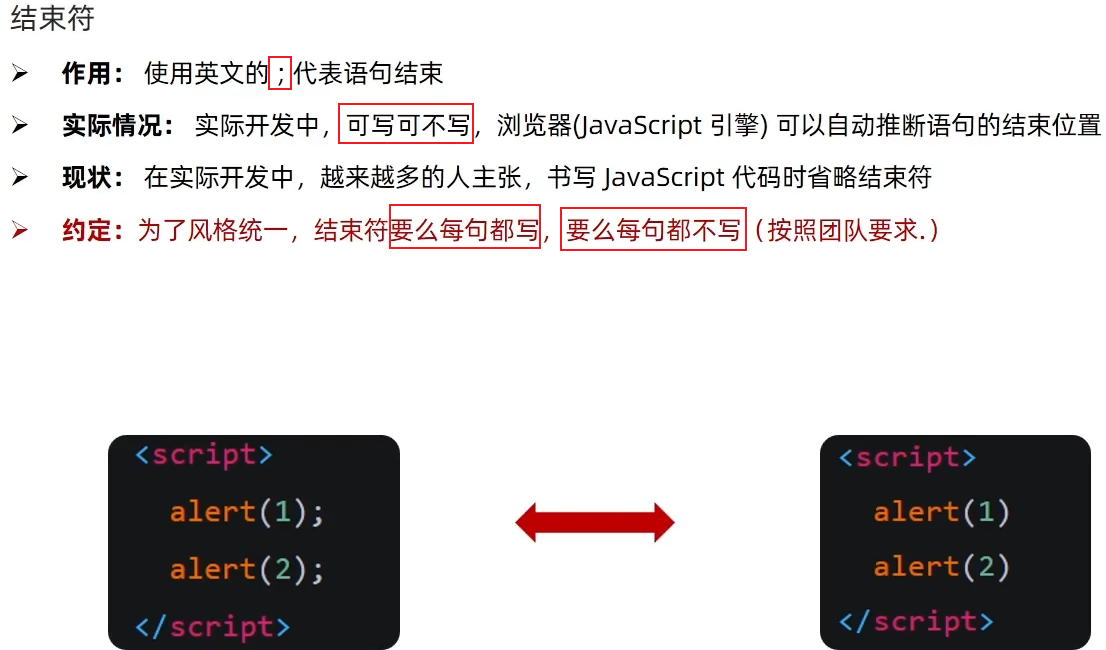 结束符
作用： 使用英文的 ; 代表语句结束
实际情况： 实际开发中，可写可不写，浏览器(JavaScript 引擎) 可以自动推断语句的结束位置
现状： 在实际开发中，越来越多的人主张，书写 JavaScript 代码时省略结束符
约定：为了风格统一，结束符要么每句都写，要么每句都不写（按照团队要求.）
<script>
alert(1);
alert(2);
</script>
<script>
alert(1)
alert(2)
</script>